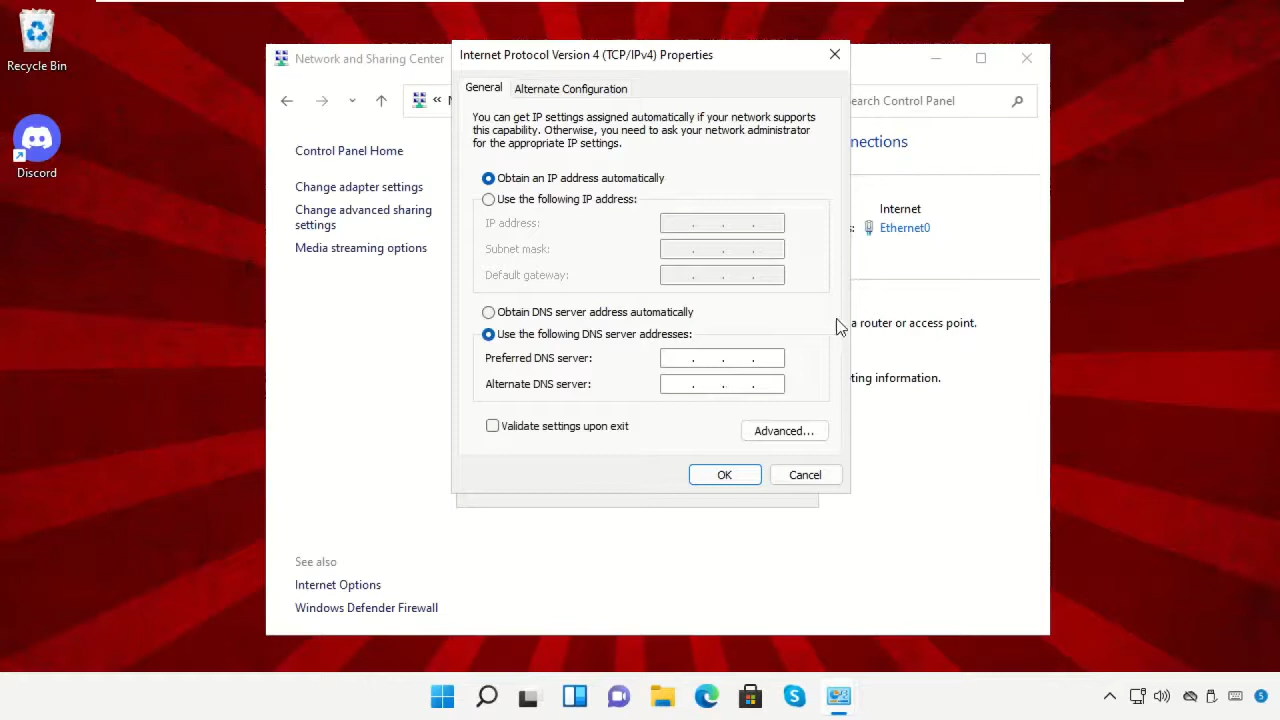 Recycle Bin
Discord
Network and Sharing Center
Internet Protocol Version 4 (TCP/IPv4) Properties
General
Alternate Configuration
You can get IP settings assigned automatically if your network supports
this capability. Otherwise, you need to ask your network administrator
for the appropriate IP settings.
Obtain an IP address automatically
Use the following IP address:
IP address:
Subnet mask:
Default gateway:
Obtain DNS server address automatically
Use the following DNS server addresses:
Preferred DNS server:
Alternate DNS server:
Validate settings upon exit
Advanced...
OK
Cancel
earch Control Panel
Control Panel Home
Change adapter settings
Change advanced sharing
settings
Media streaming options
nections
Internet
Ethernet0
a router or access point.
ting information.
See also
Internet Options
Windows Defender Firewall
5